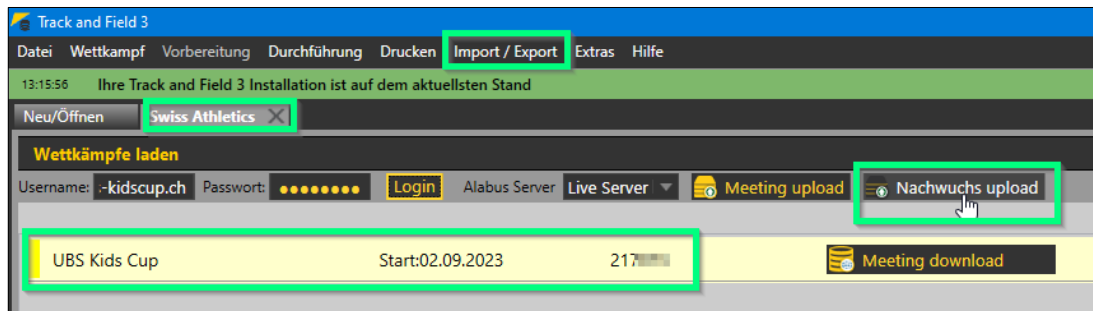 Track and Field 3
Datei Wettkampf Vorbereitung Durchführung Drucken Import / Export Extras Hilfe
13:15:56 Ihre Track and Field 3 Installation ist auf dem aktuellsten Stand
Neu/Öffnen Swiss Athletics
Wettkämpfe laden
Username: -kidscup.ch Passwort: ●●●●●●●● Login Alabus Server Live Server Meeting upload Nachwuchs upload
UBS Kids Cup Start:02.09.2023 217 Meeting download